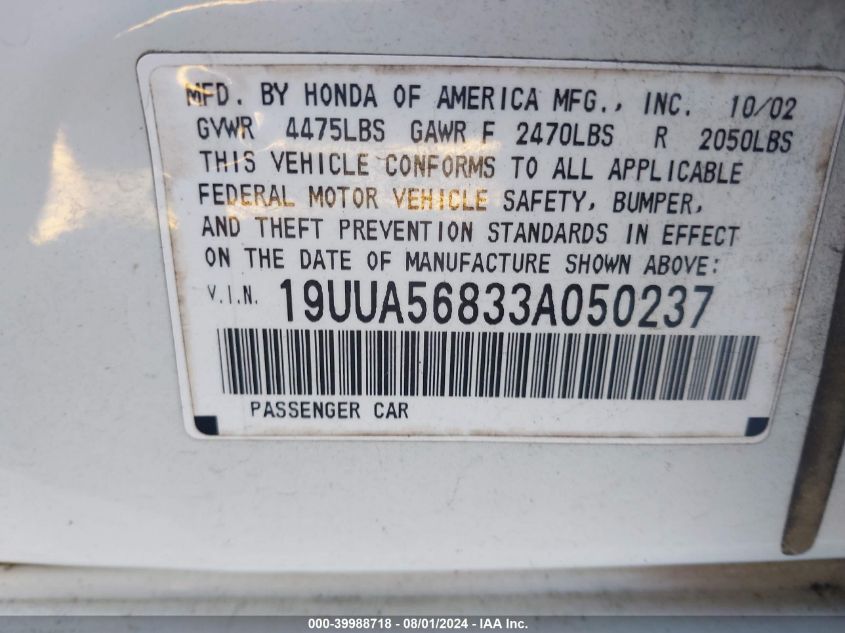 MFD. BY HONDA OF AMERICA MFG., INC. 10/02
GVWR 4475LBS GAWR F 2470LBS R 2050LBS
THIS VEHICLE CONFORMS TO ALL APPLICABLE
FEDERAL MOTOR VEHICLE SAFETY, BUMPER,
AND THEFT PREVENTION STANDARDS IN EFFECT
ON THE DATE OF MANUFACTURE SHOWN ABOVE:
V.I.N. 19UUA56833A050237
PASSENGER CAR
000-39988718 - 08/01/2024 - IAA Inc.